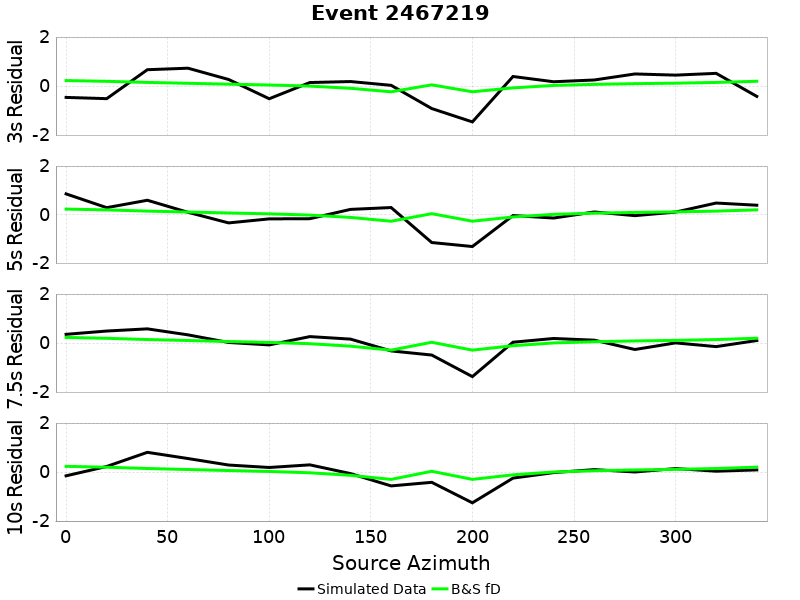 Event 2467219
3s Residual
2
0
-2
5s Residual
2
0
-2
7.5s Residual
2
0
-2
10s Residual
2
0
-2
0 50 100 150 200 250 300
Source Azimuth
Simulated Data B&S fD